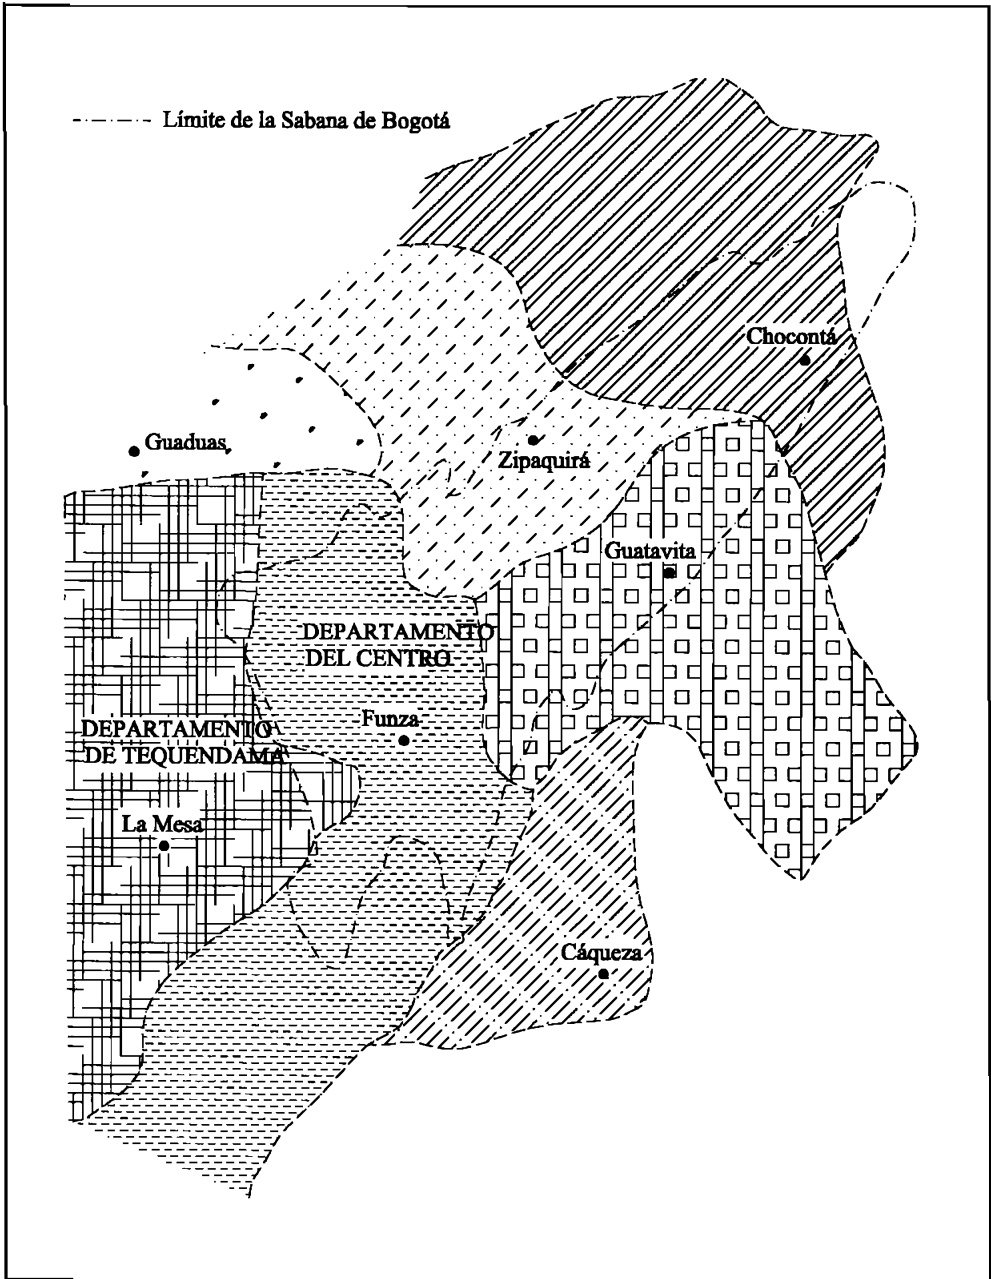 Límite de la Sabana de Bogotá
Chocontá
Guaduas
Zipaquirá
Guatavita
DEPARTAMENTO
DEL CENTRO
Funza
DEPARTAMENTO
DE TEQUENDAMA
La Mesa
Cáqueza